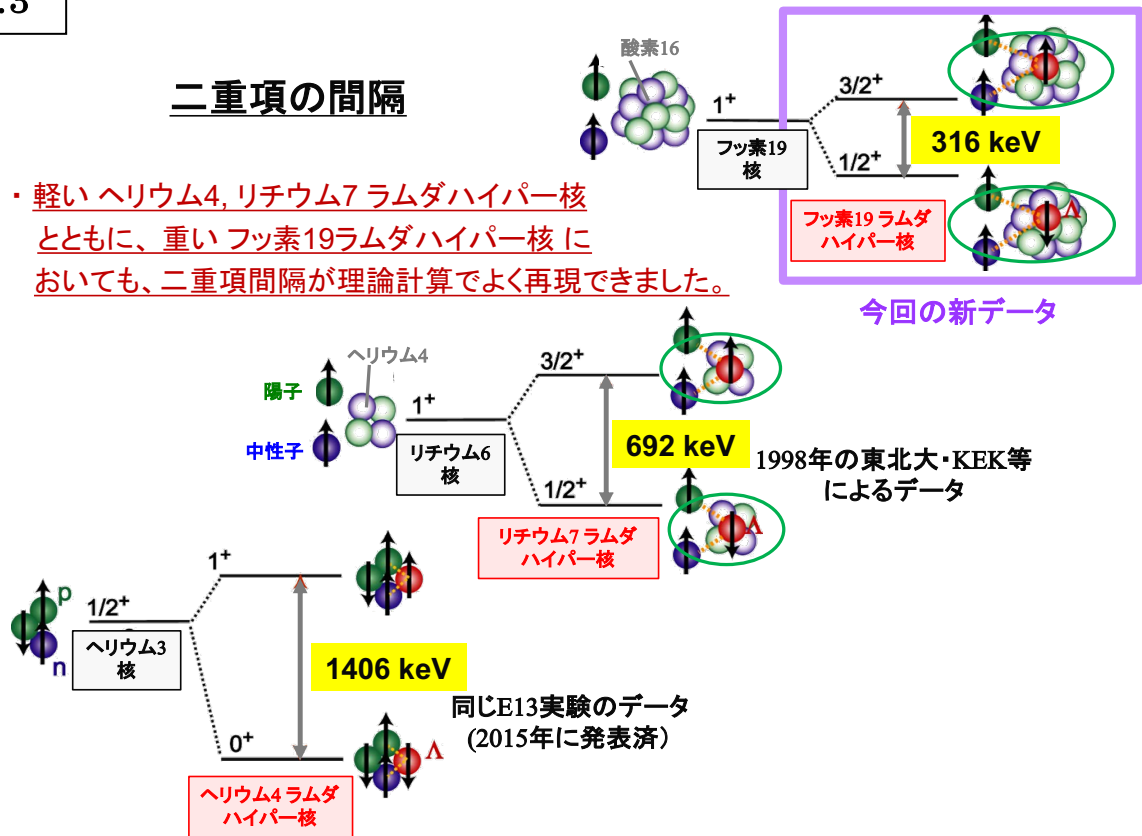 .3
二重項の間隔
・ 軽い ヘリウム4, リチウム7 ラムダハイパー核
とともに、 重い フッ素19ラムダハイパー核 に
おいても、二重項間隔が理論計算でよく再現できました。
酸素16
1+
フッ素19
核
3/2+
316 keV
1/2+
フッ素19 ラムダ
ハイパー核
Λ
今回の新データ
ヘリウム4
陽子
中性子
1+
リチウム6
核
3/2+
692 keV
1/2+
リチウム7 ラムダ
ハイパー核
Λ
1998年の東北大・KEK等
によるデータ
p
n
1/2+
ヘリウム3
核
1+
1406 keV
0+
Λ
ヘリウム4 ラムダ
ハイパー核
同じE13実験のデータ
(2015年に発表済）